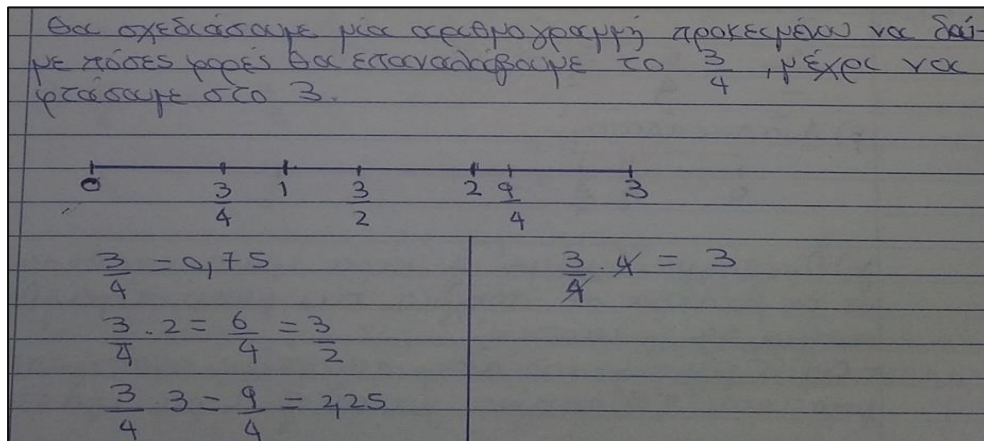 Θα σχεδιάσουμε μία αριθμογραμμή προκειμένου να δού-
με πόσες φορές θα επαναλάβουμε το 3/4, μέχρι να
φτάσουμε στο 3.
0 3/4 1 3/2 2 9/4 3
3/4 = 0,75
3/4 · 2 = 6/4 = 3/2
3/4 · 3 = 9/4 = 2,25
3/4 · 4 = 3